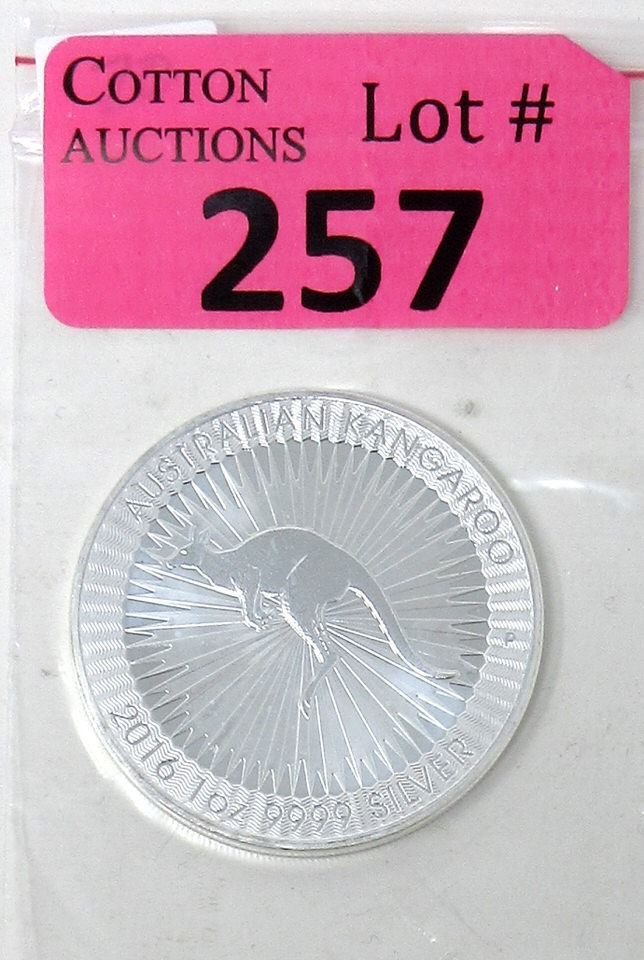 COTTON
AUCTIONS
Lot #
257
AUSTRALIAN KANGAROO
P
2016 1oz 9999 SILVER